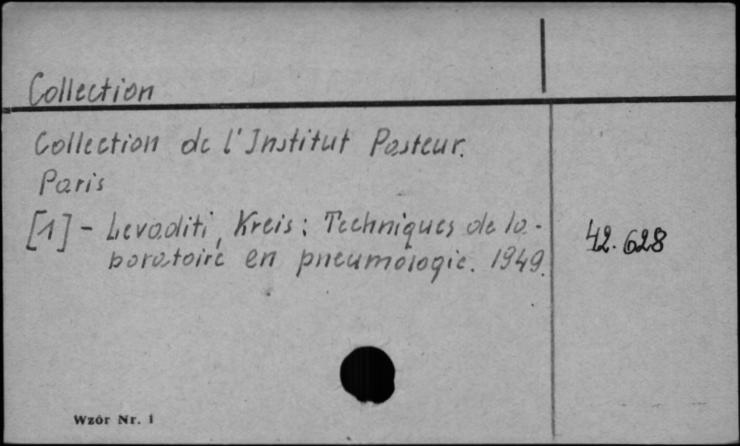 Collection
Collection de l'Institut Pasteur.
Paris
[1] - Levaditi, Kreis: Techniques de la-
boratoire en pneumologie. 1949.
42.628
Wzór Nr. 1